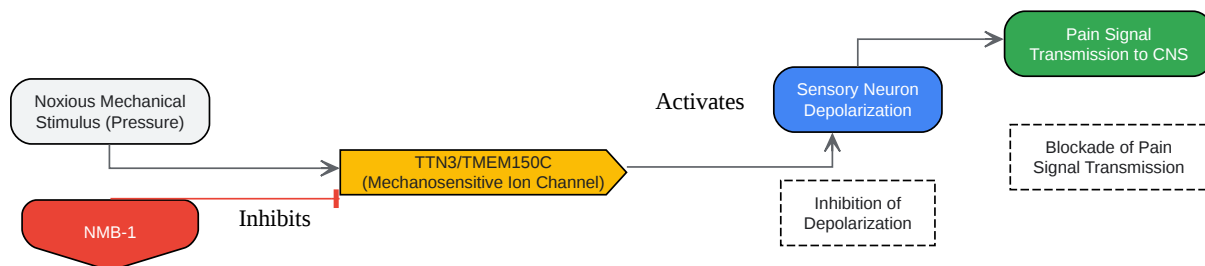 Pain Signal
Transmission to CNS
Noxious Mechanical
Stimulus (Pressure)
Activates
Sensory Neuron
Depolarization
TTN3/TMEM150C
(Mechanosensitive Ion Channel)
Blockade of Pain
Signal Transmission
NMB-1
Inhibits
Inhibition of
Depolarization